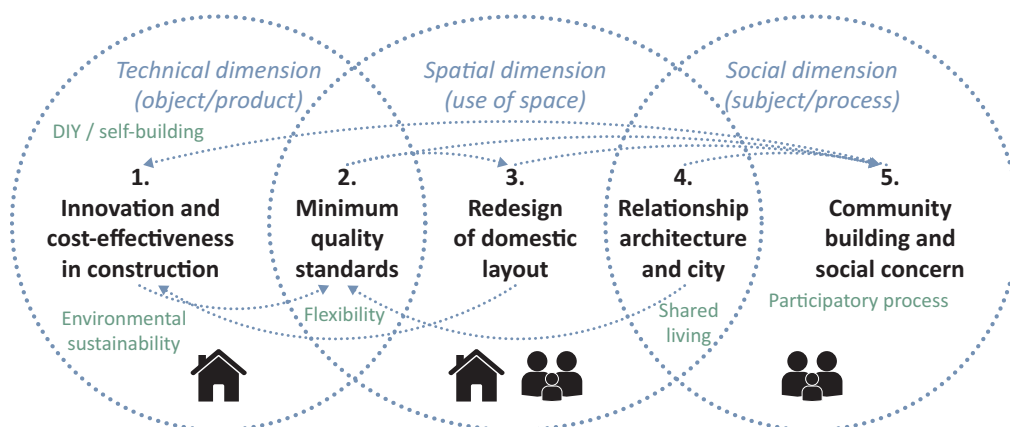 Technical dimension
(object/product)
Spatial dimension
(use of space)
Social dimension
(subject/process)
DIY / self-building
1.
Innovation and
cost-effectiveness
in construction
2.
Minimum
quality
standards
3.
Redesign
of domestic
layout
4.
Relationship
architecture
and city
5.
Community
building and
social concern
Environmental
sustainability
Flexibility
Shared
living
Participatory process